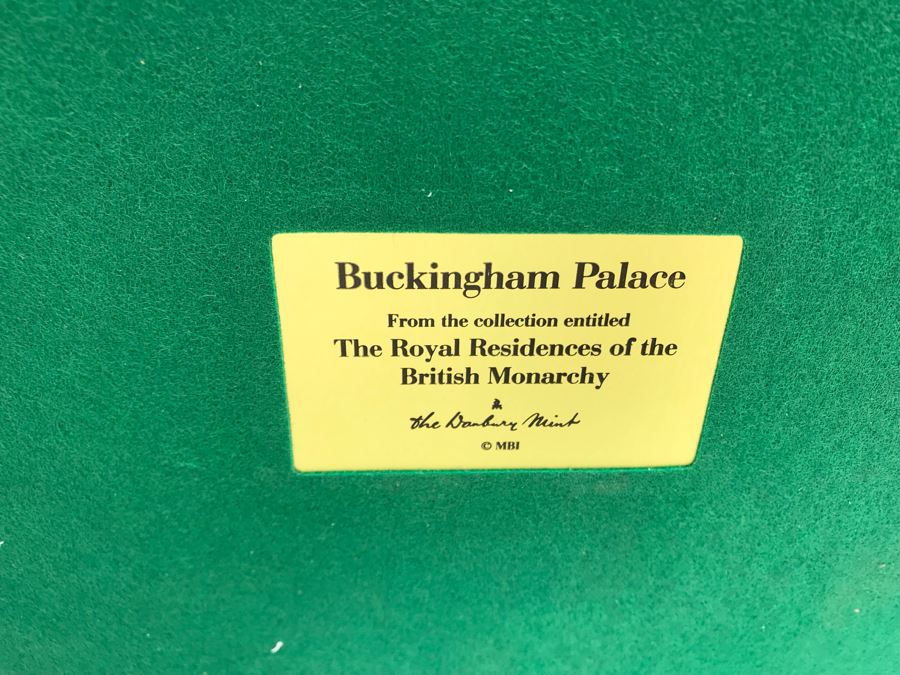 Buckingham Palace
From the collection entitled
The Royal Residences of the
British Monarchy
the Danbury Mint
© MBI